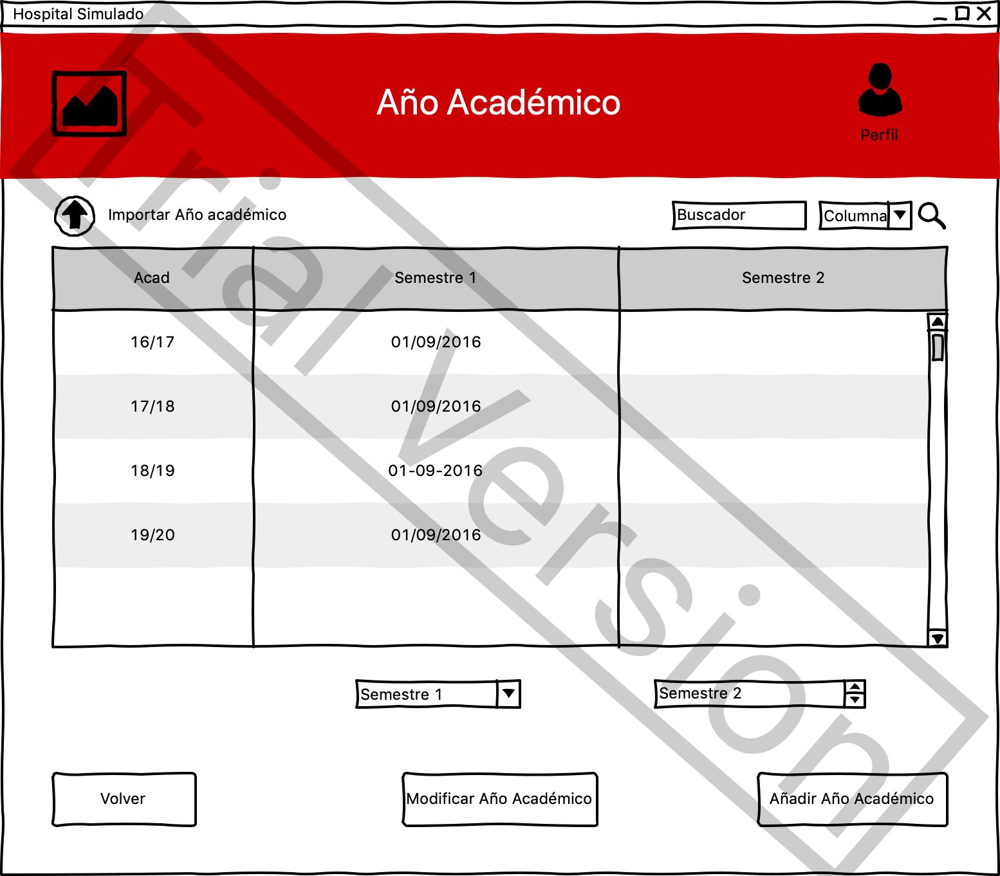 Hospital Simulado
Año Académico
Perfil
Importar Año académico
Buscador
Columna
Acad
Semestre 1
Semestre 2
16/17
01/09/2016
17/18
01/09/2016
18/19
01-09-2016
19/20
01/09/2016
Semestre 1
Semestre 2
Volver
Modificar Año Académico
Añadir Año Académico
Trial Version